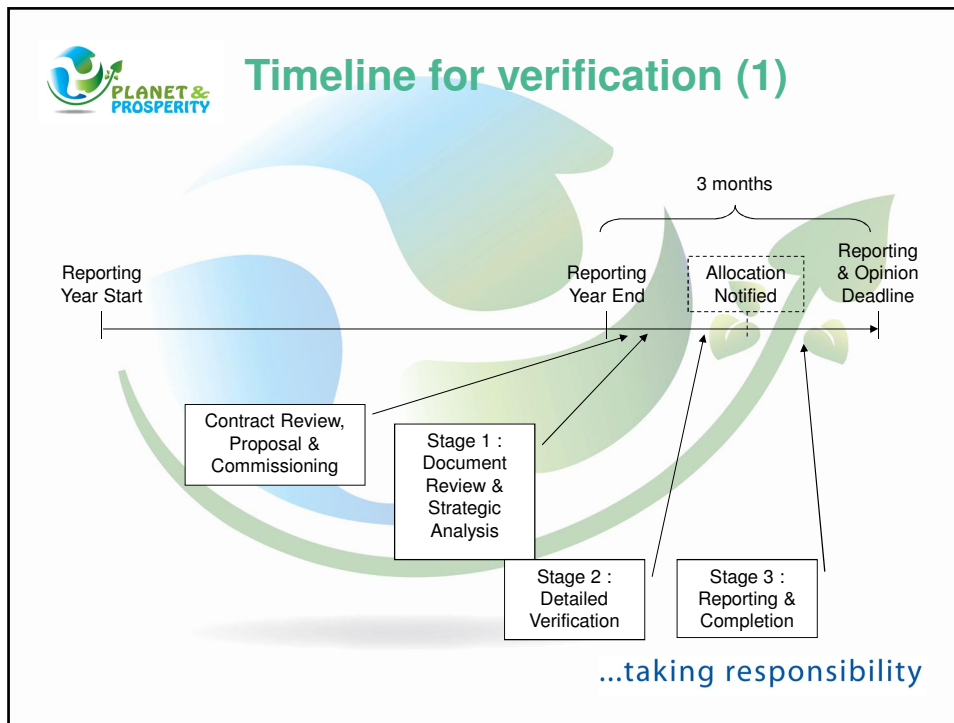 PLANET &
PROSPERITY
Timeline for verification (1)
3 months
Reporting
Year Start
Reporting
Year End
Allocation
Notified
Reporting
& Opinion
Deadline
Contract Review,
Proposal &
Commissioning
Stage 1 :
Document
Review &
Strategic
Analysis
Stage 2 :
Detailed
Verification
Stage 3 :
Reporting &
Completion
...taking responsibility